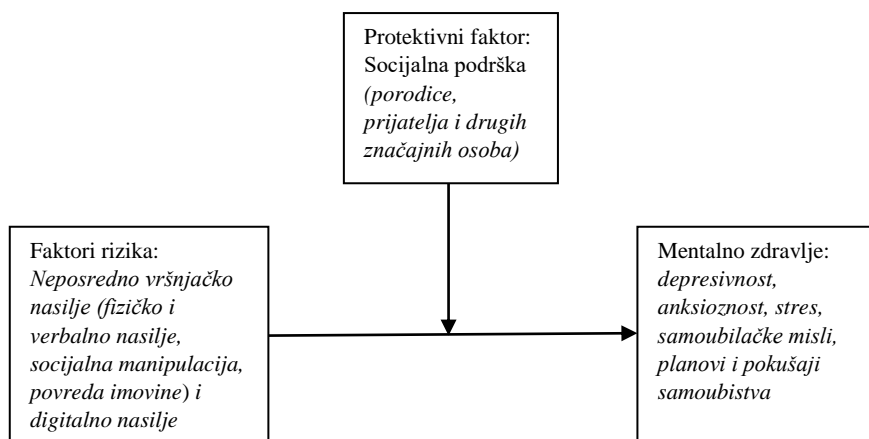 Protektivni faktor:
Socijalna podrška
(porodice,
prijatelja i drugih
značajnih osoba)
Faktori rizika:
Neposredno vršnjačko
nasilje (fizičko i
verbalno nasilje,
socijalna manipulacija,
povreda imovine) i
digitalno nasilje
Mentalno zdravlje:
depresivnost,
anksioznost, stres,
samoubilačke misli,
planovi i pokušaji
samoubistva